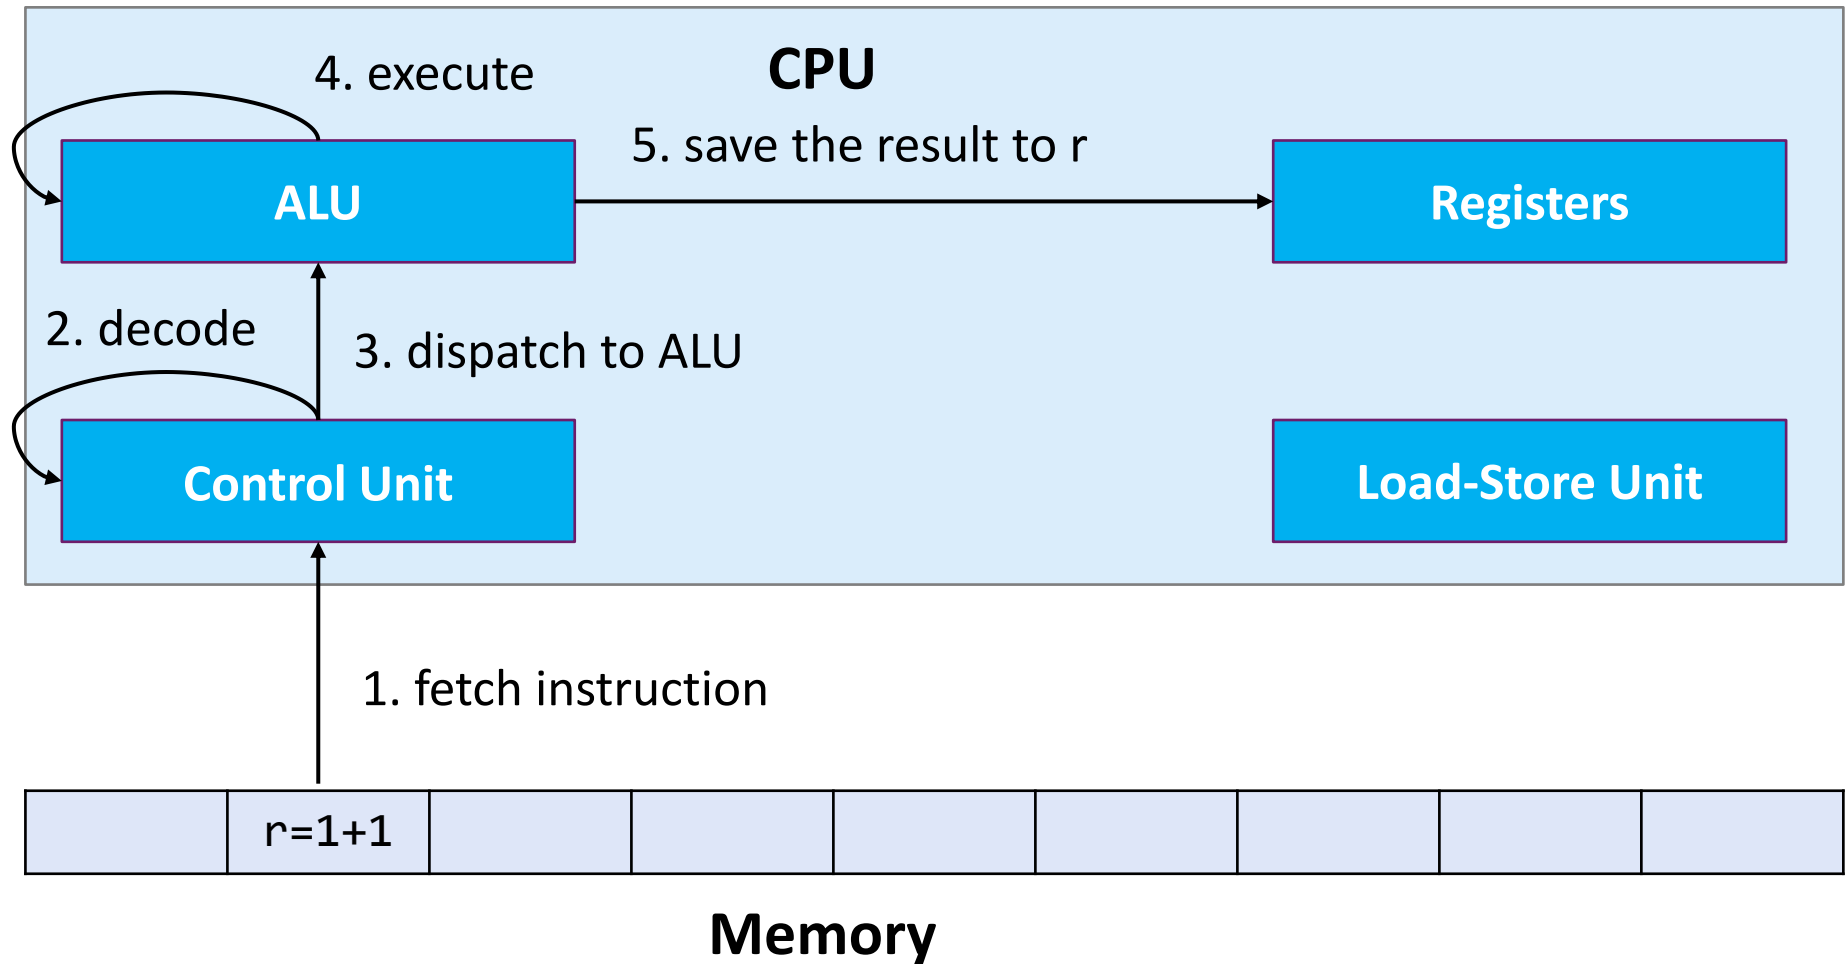 CPU
4. execute
5. save the result to r
ALU
Registers
2. decode
3. dispatch to ALU
Control Unit
Load-Store Unit
1. fetch instruction
r=1+1
Memory